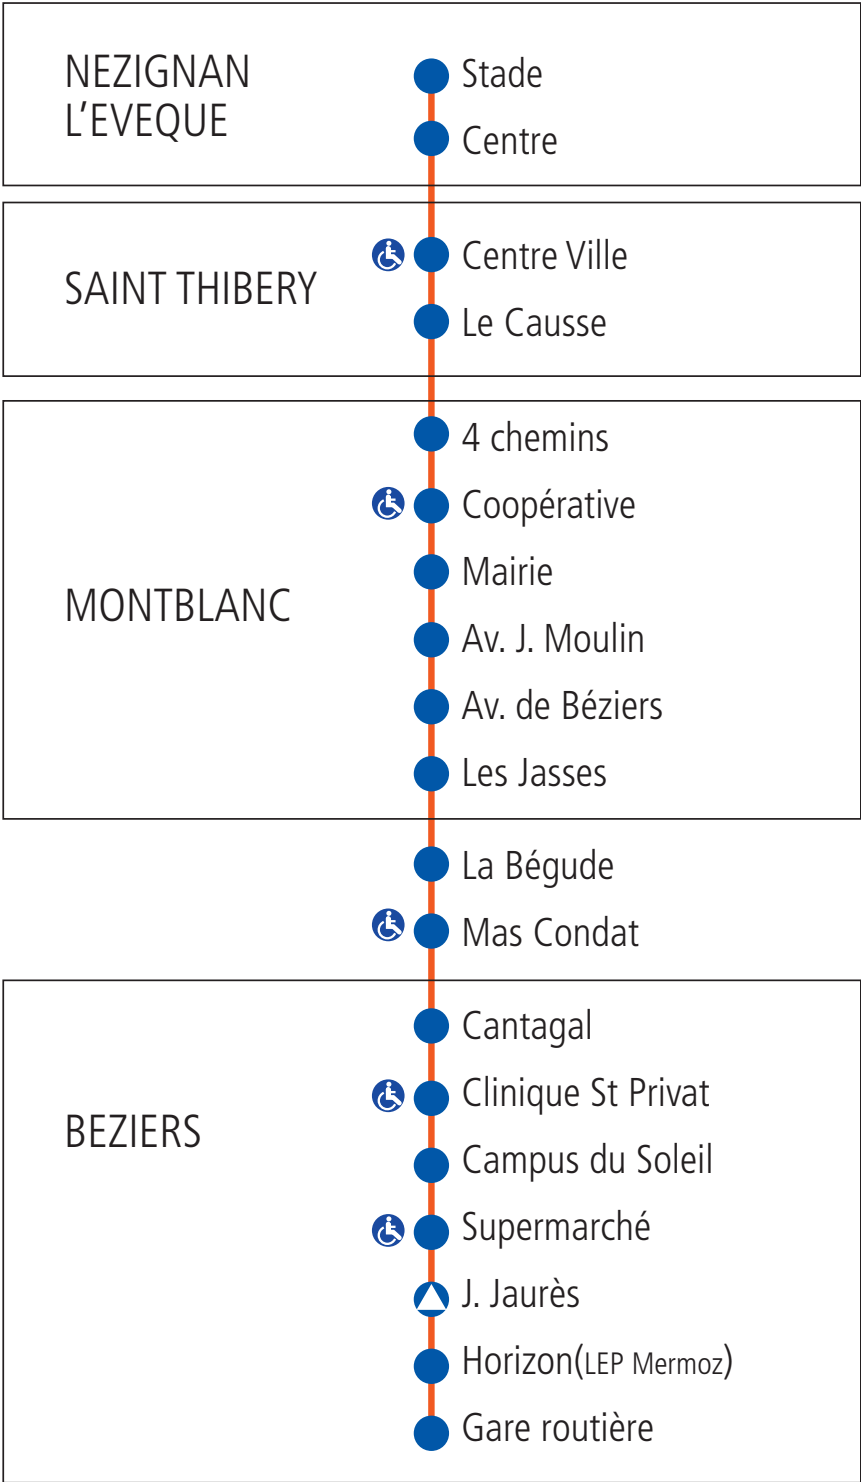 NEZIGNAN
L'EVEQUE
Stade
Centre
SAINT THIBERY
Centre Ville
Le Causse
MONTBLANC
4 chemins
Coopérative
Mairie
Av. J. Moulin
Av. de Béziers
Les Jasses
La Bégude
Mas Condat
BEZIERS
Cantagal
Clinique St Privat
Campus du Soleil
Supermarché
J. Jaurès
Horizon(LEP Mermoz)
Gare routière